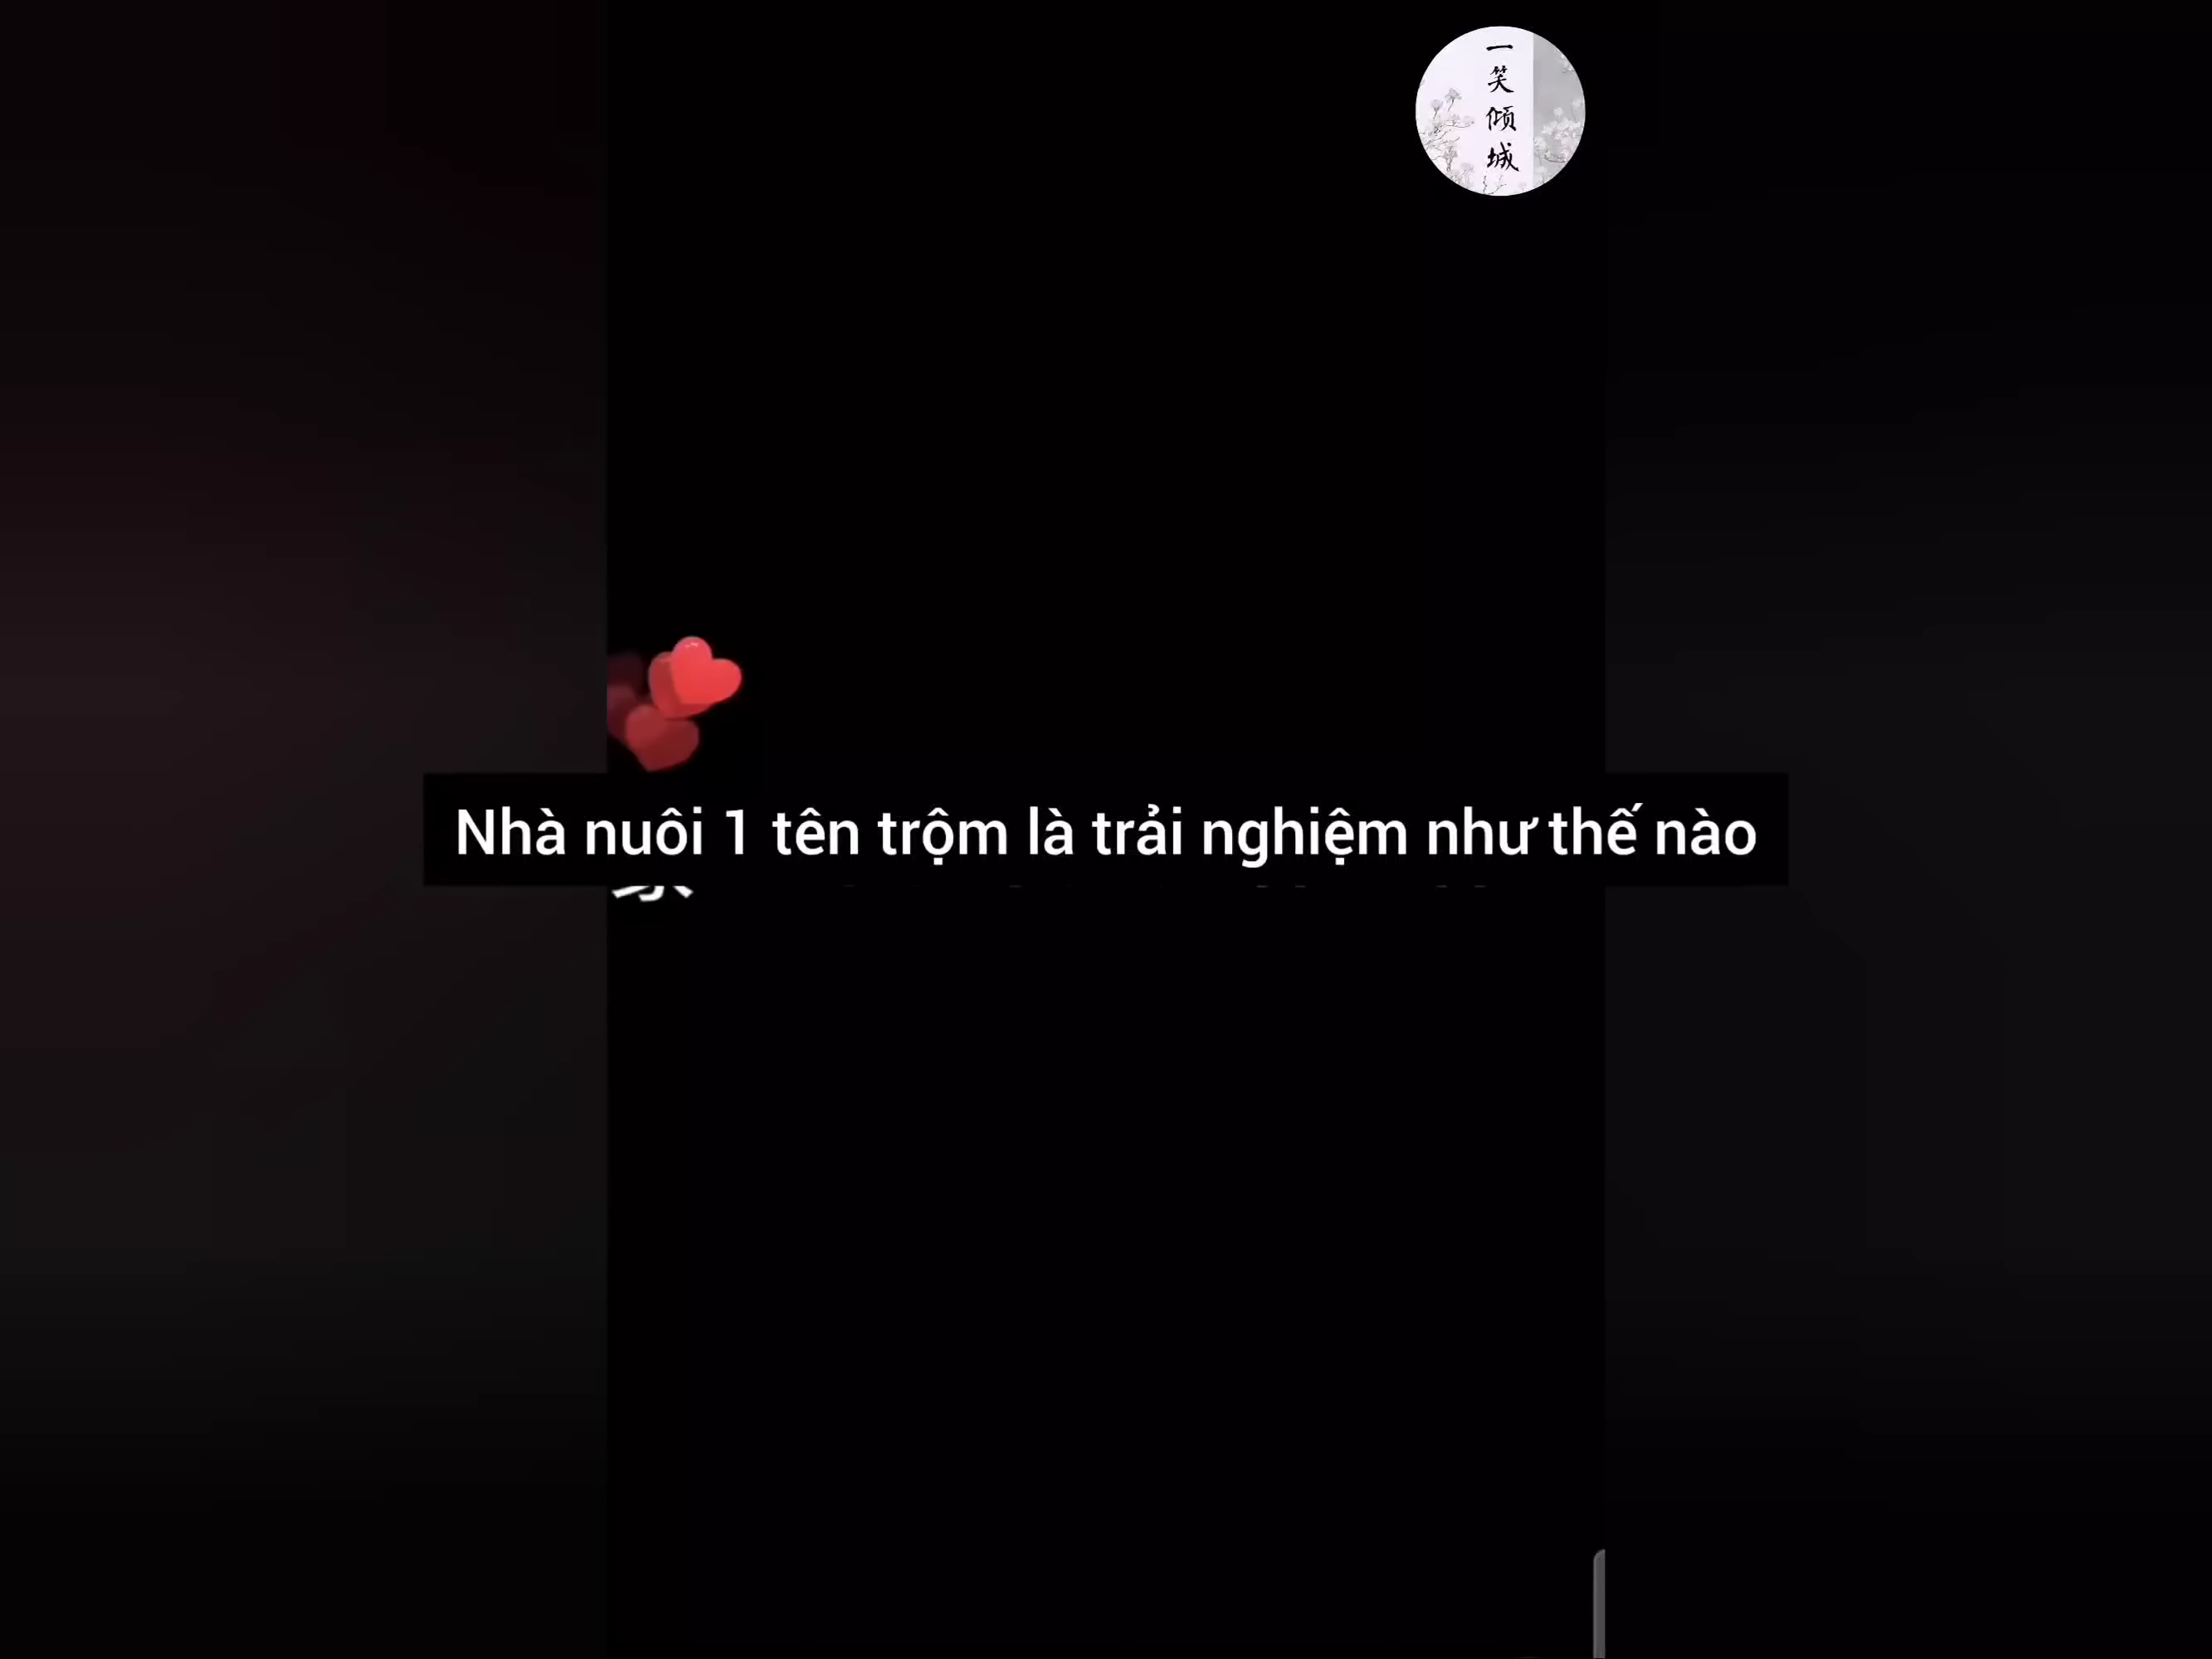 一笑倾城
Nhà nuôi 1 tên trộm là trải nghiệm như thế nào